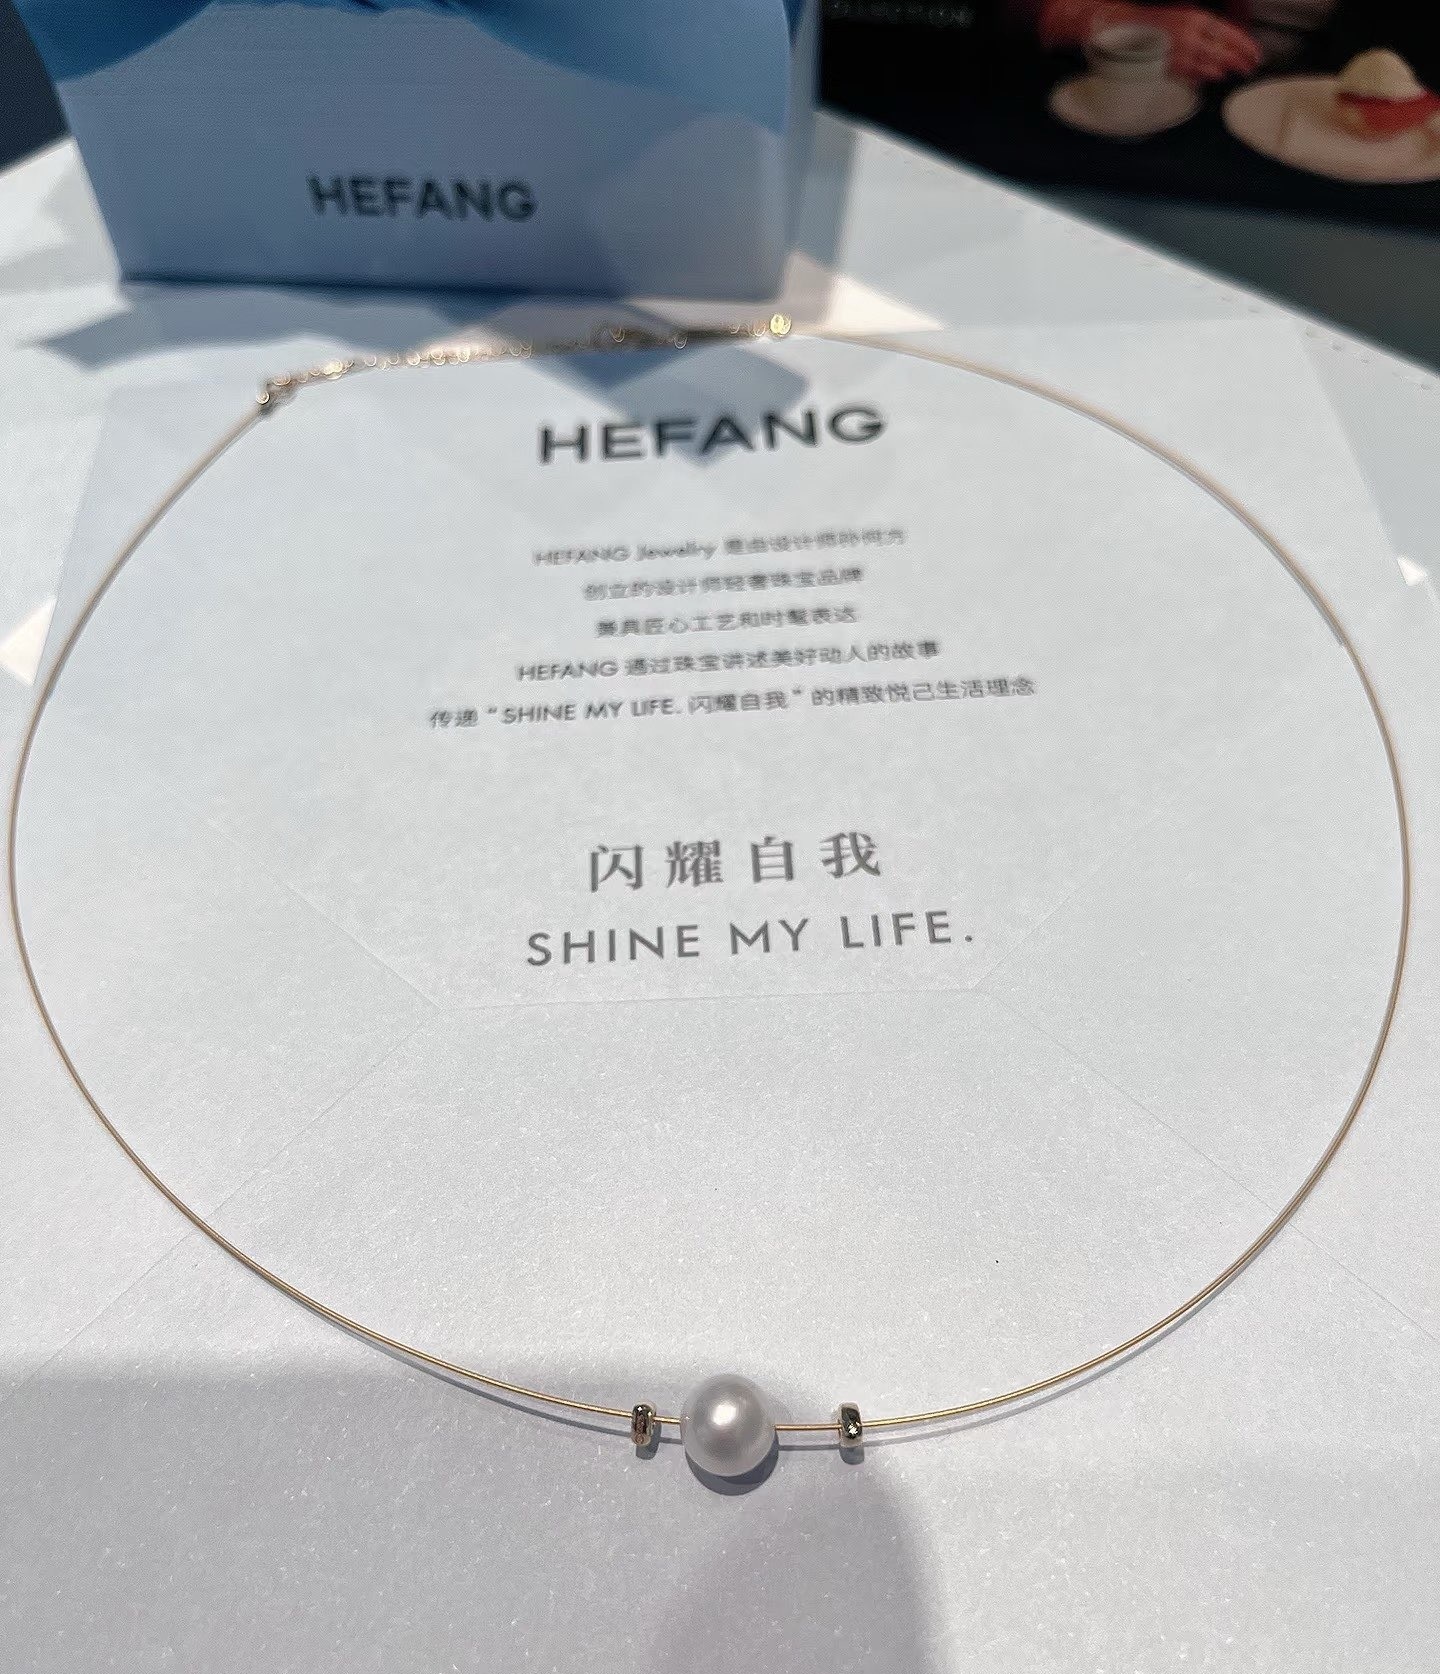 COLLECTION
HEFANG
HEFANG
HEFANG Jewelry 是由设计师孙何方
创立的设计师轻奢珠宝品牌
兼具匠心工艺和时髦表达
HEFANG 通过珠宝讲述美好动人的故事
传递“SHINE MY LIFE. 闪耀自我”的精致悦己生活理念
闪耀自我
SHINE MY LIFE.